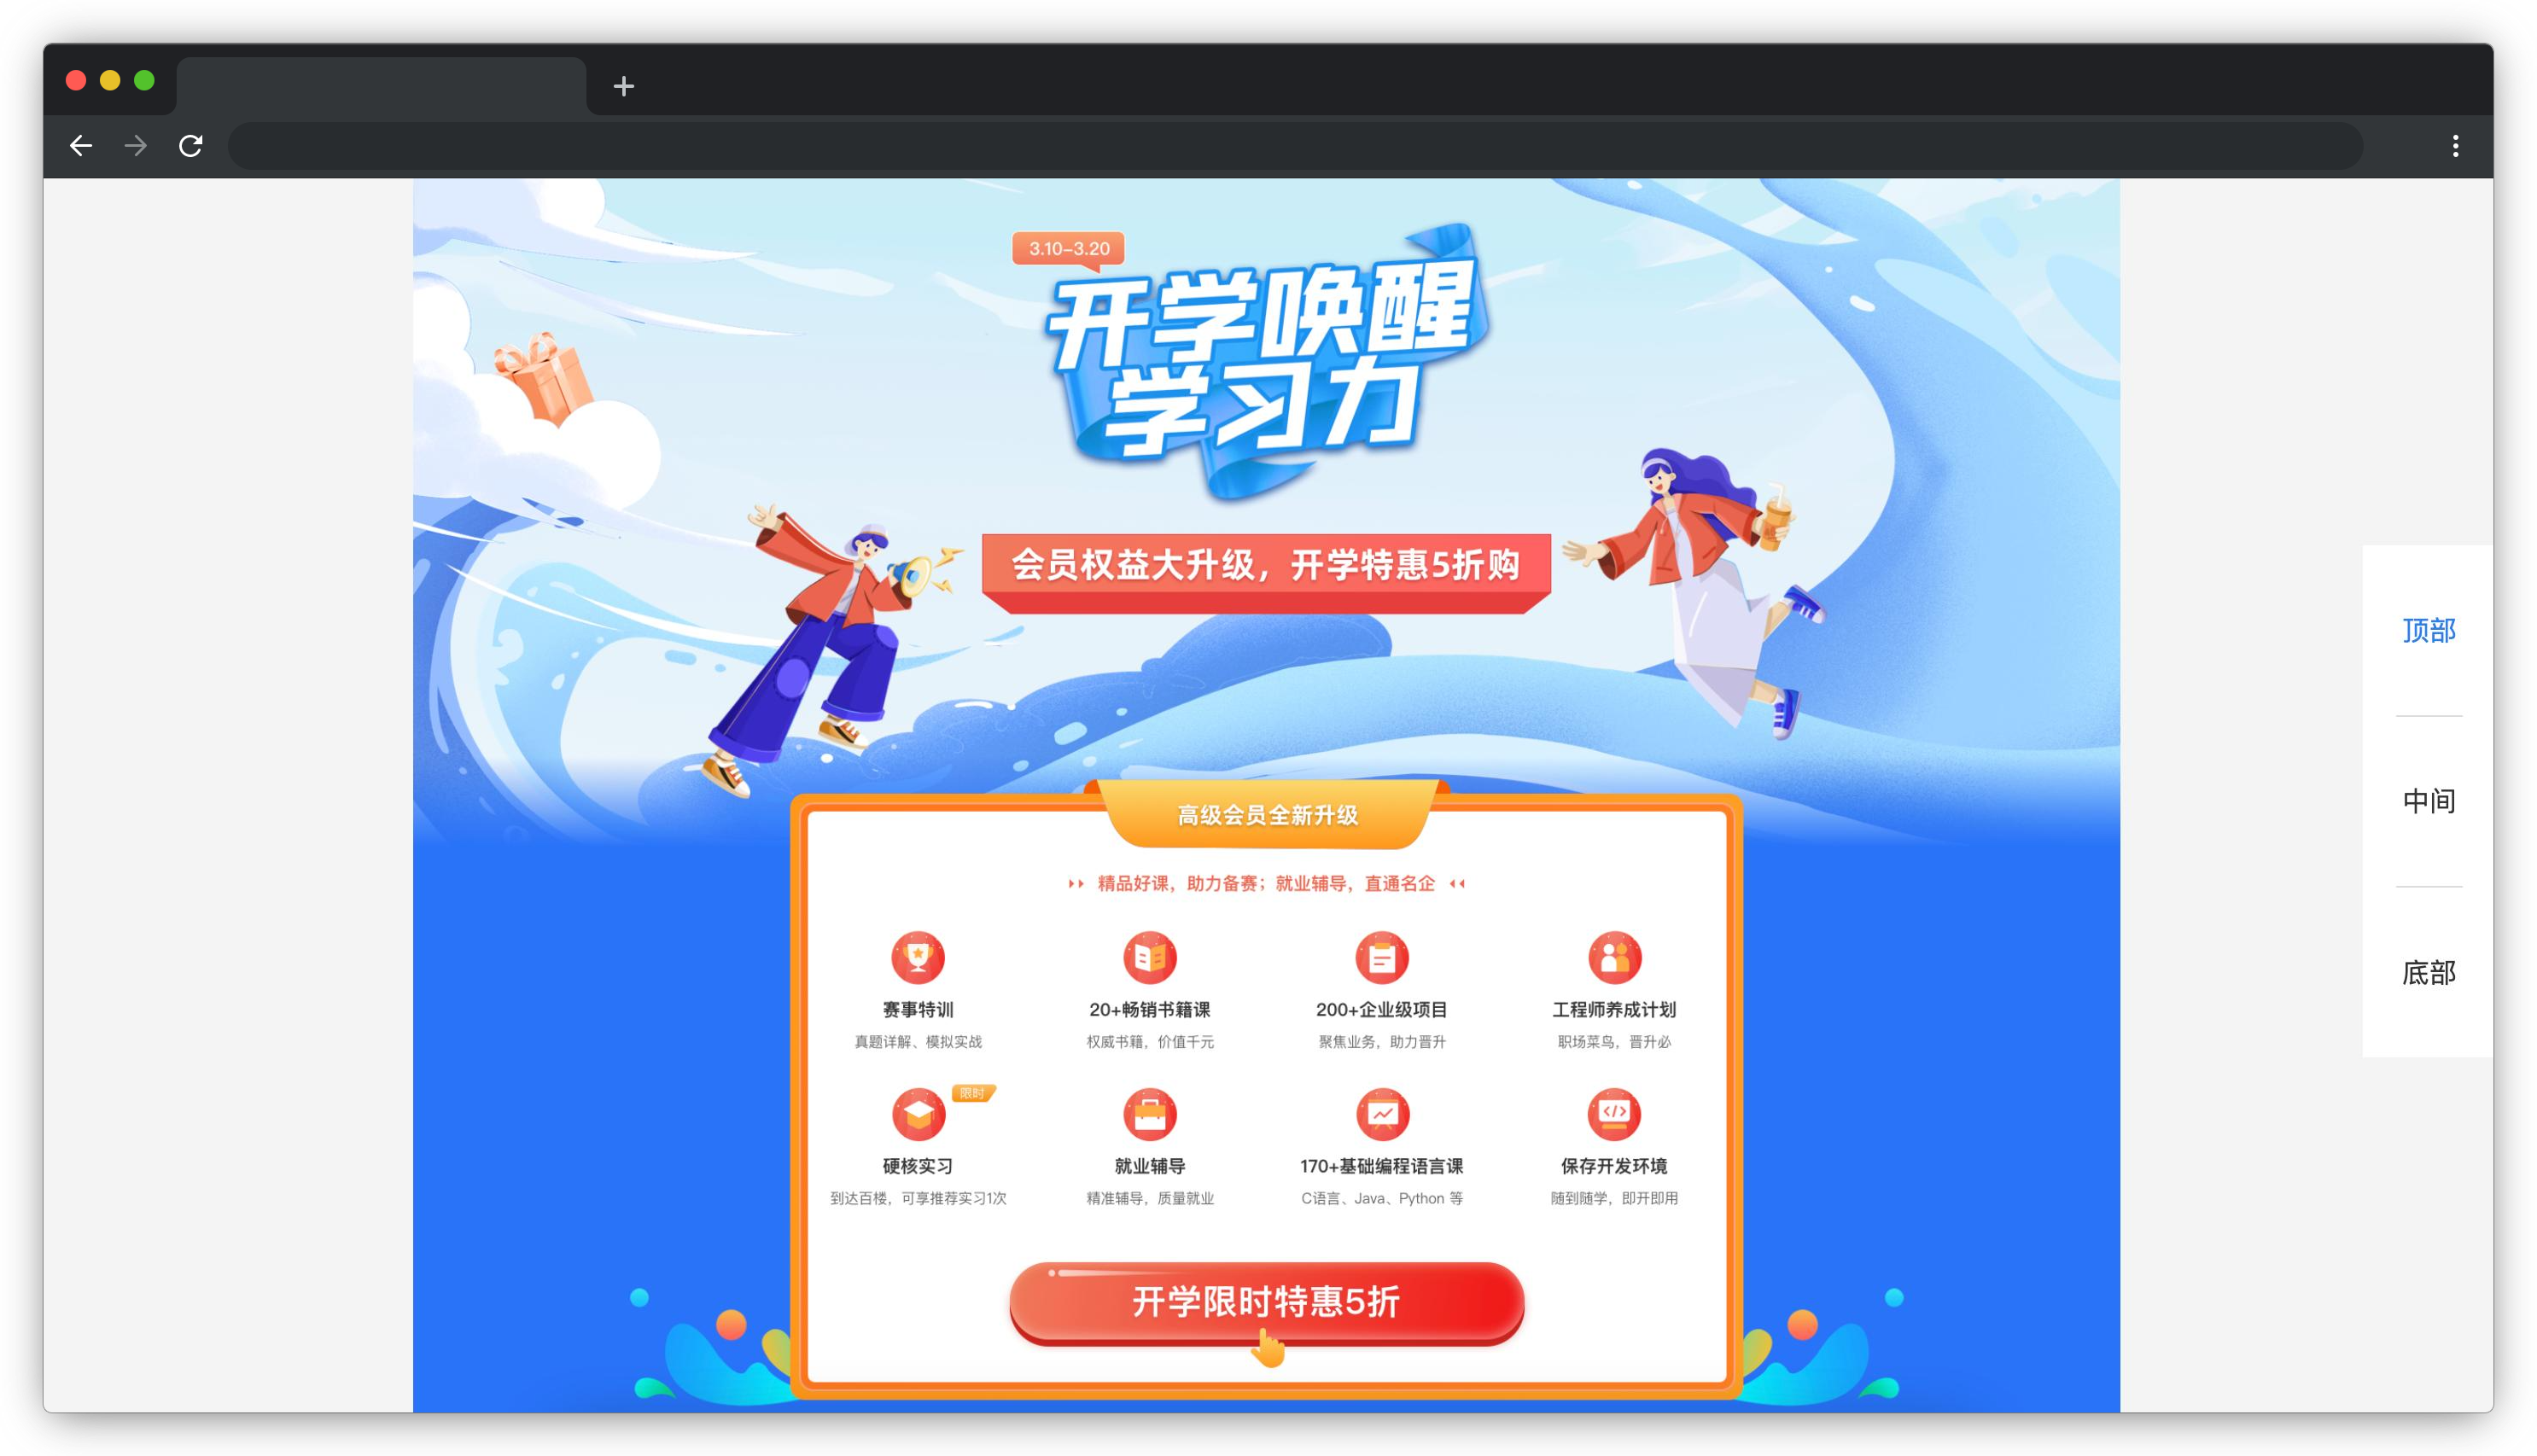 3.10-3.20
开学唤醒
学习力
会员权益大升级，开学特惠5折购
顶部
中间
底部
高级会员全新升级
精品好课，助力备赛；就业辅导，直通名企
赛事特训
真题详解、模拟实战
20+畅销书籍课
权威书籍，价值千元
200+企业级项目
聚焦业务，助力晋升
工程师养成计划
职场菜鸟，晋升必
限时
硬核实习
到达百楼，可享推荐实习1次
就业辅导
精准辅导，质量就业
170+基础编程语言课
C语言、Java、Python 等
保存开发环境
随到随学，即开即用
开学限时特惠5折